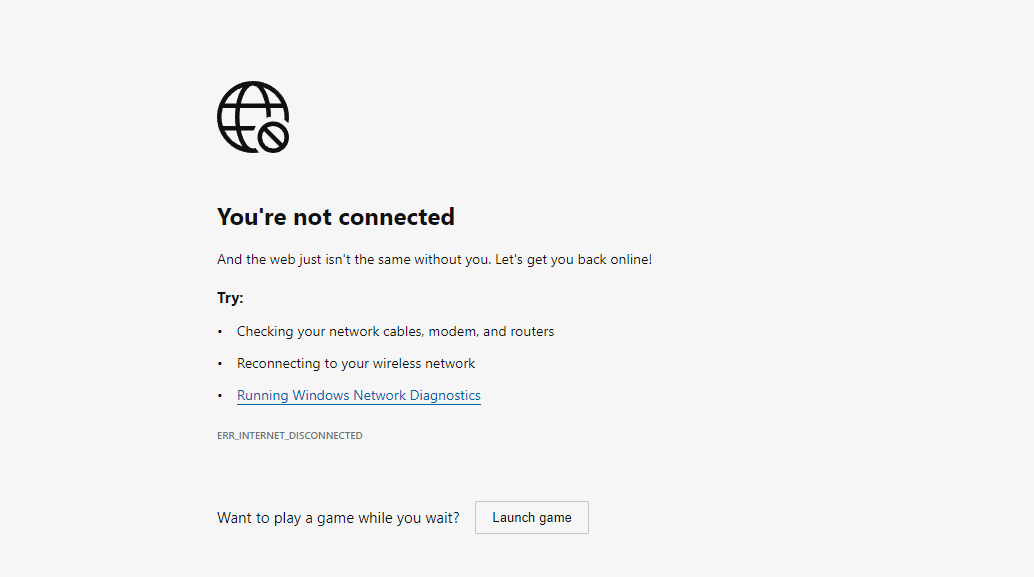 You're not connected
And the web just isn't the same without you. Let's get you back online!
Try:
• Checking your network cables, modem, and routers
• Reconnecting to your wireless network
• Running Windows Network Diagnostics
ERR_INTERNET_DISCONNECTED
Want to play a game while you wait? Launch game